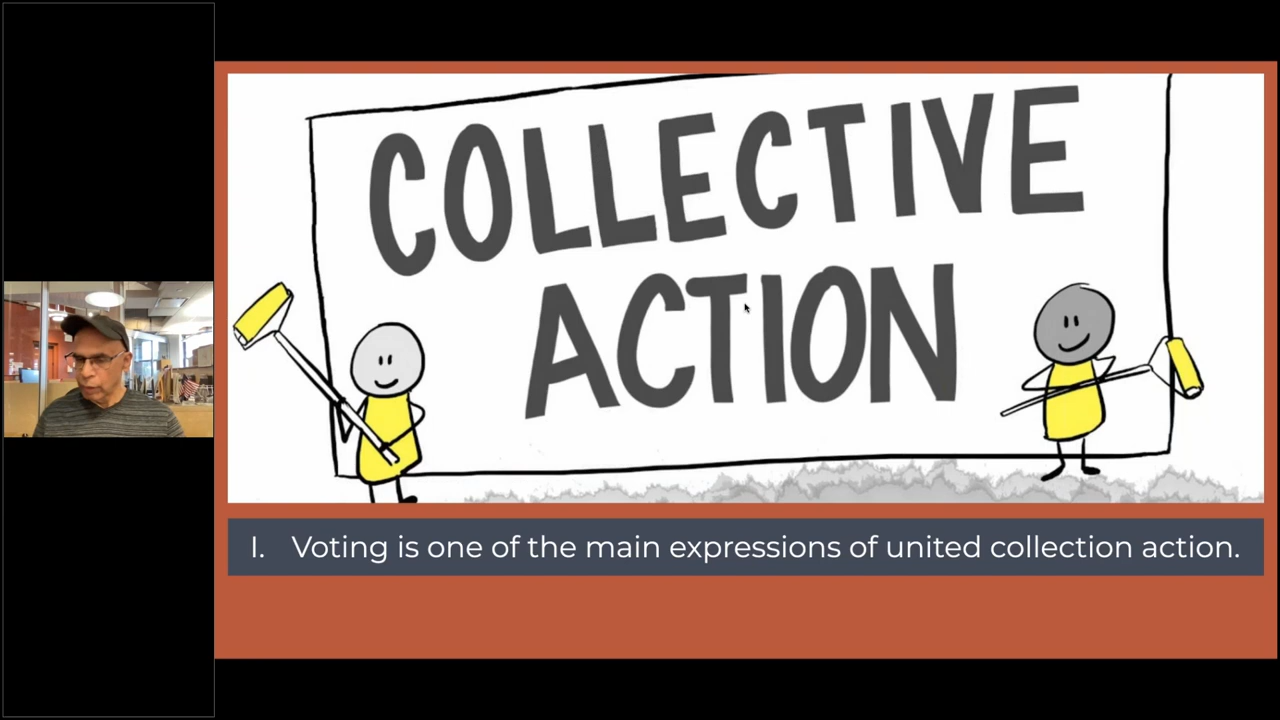 COLLECTIVE
ACTION
I. Voting is one of the main expressions of united collection action.